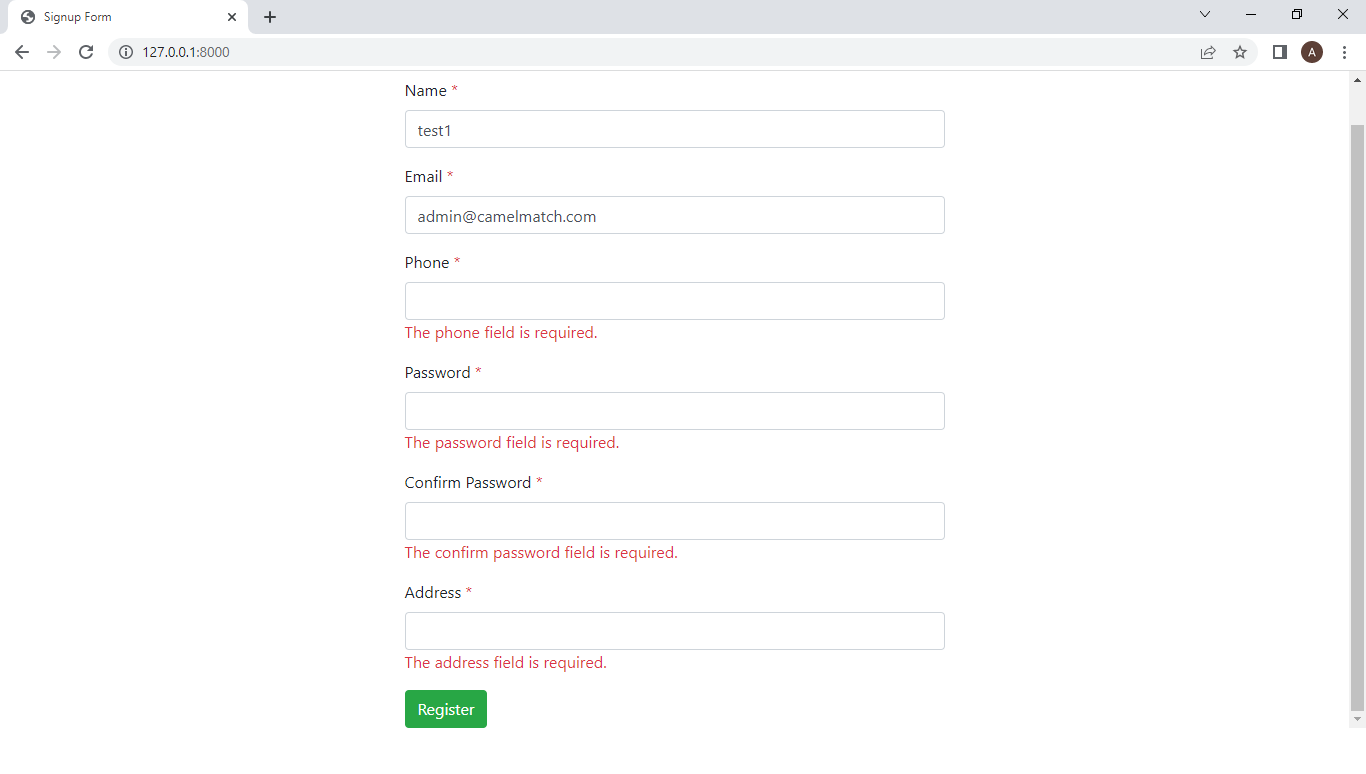 Signup Form
127.0.0.1:8000
A
Name *
test1
Email *
admin@camelmatch.com
Phone *
The phone field is required.
Password *
The password field is required.
Confirm Password *
The confirm password field is required.
Address *
The address field is required.
Register